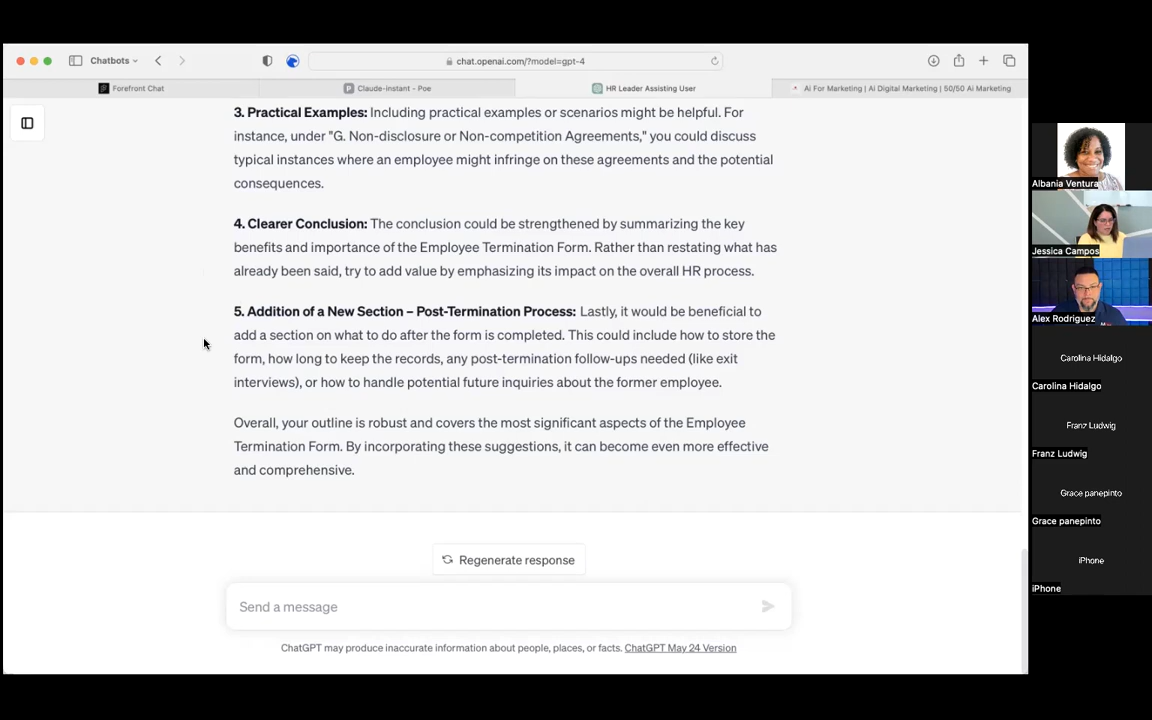 Chatbots
chat.openai.com/?model=gpt-4
Forefront Chat
Claude-instant - Poe
HR Leader Assisting User
Ai For Marketing | Ai Digital Marketing | 50/50 Ai Marketing
3. Practical Examples: Including practical examples or scenarios might be helpful. For
instance, under "G. Non-disclosure or Non-competition Agreements," you could discuss
typical instances where an employee might infringe on these agreements and the potential
consequences.
4. Clearer Conclusion: The conclusion could be strengthened by summarizing the key
benefits and importance of the Employee Termination Form. Rather than restating what has
already been said, try to add value by emphasizing its impact on the overall HR process.
5. Addition of a New Section – Post-Termination Process: Lastly, it would be beneficial to
add a section on what to do after the form is completed. This could include how to store the
form, how long to keep the records, any post-termination follow-ups needed (like exit
interviews), or how to handle potential future inquiries about the former employee.
Overall, your outline is robust and covers the most significant aspects of the Employee
Termination Form. By incorporating these suggestions, it can become even more effective
and comprehensive.
Regenerate response
Send a message
ChatGPT may produce inaccurate information about people, places, or facts. ChatGPT May 24 Version
Albania Ventura
Jessica Campos
Alex Rodriguez
Carolina Hidalgo
Carolina Hidalgo
Franz Ludwig
Franz Ludwig
Grace panepinto
Grace panepinto
iPhone
iPhone